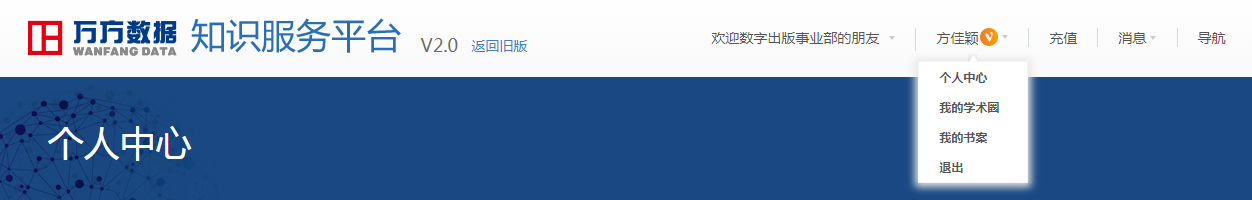 万方数据 知识服务平台 V2.0 返回旧版 欢迎数字出版事业部的朋友 方佳颖 V 充值 消息 导航
WANFANG DATA
个人中心
我的学术圈
我的书案
退出
个人中心